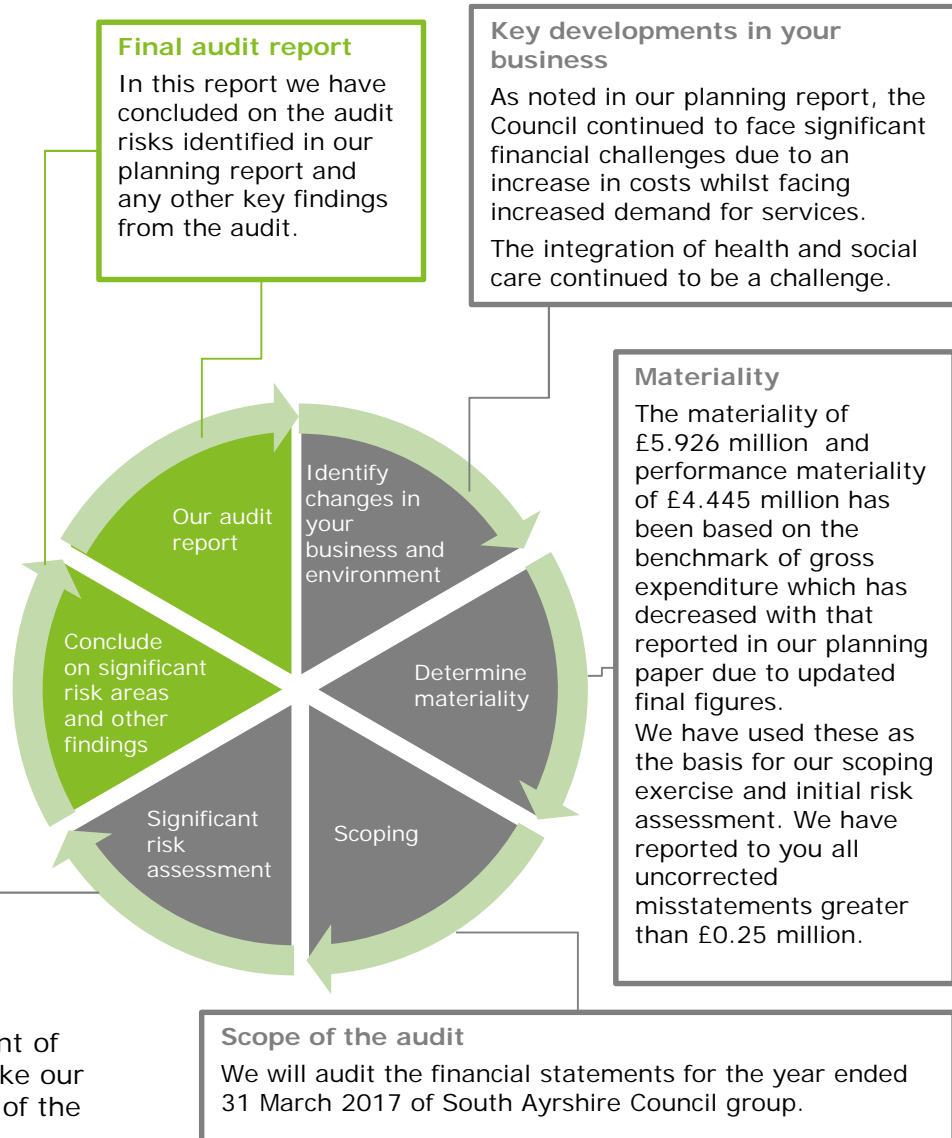 Final audit report
In this report we have
concluded on the audit
risks identified in our
planning report and
any other key findings
from the audit.
Key developments in your
business
As noted in our planning report, the
Council continued to face significant
financial challenges due to an
increase in costs whilst facing
increased demand for services.
The integration of health and social
care continued to be a challenge.
Materiality
The materiality of
£5.926 million and
performance materiality
of £4.445 million has
been based on the
benchmark of gross
expenditure which has
decreased with that
reported in our planning
paper due to updated
final figures.
We have used these as
the basis for our scoping
exercise and initial risk
assessment. We have
reported to you all
uncorrected
misstatements greater
than £0.25 million.
Our audit
report
Identify
changes in
your
business and
environment
Conclude
on significant
risk areas
and other
findings
Determine
materiality
Significant
risk
assessment
Scoping
nt of
ke our
of the
Scope of the audit
We will audit the financial statements for the year ended
31 March 2017 of South Ayrshire Council group.